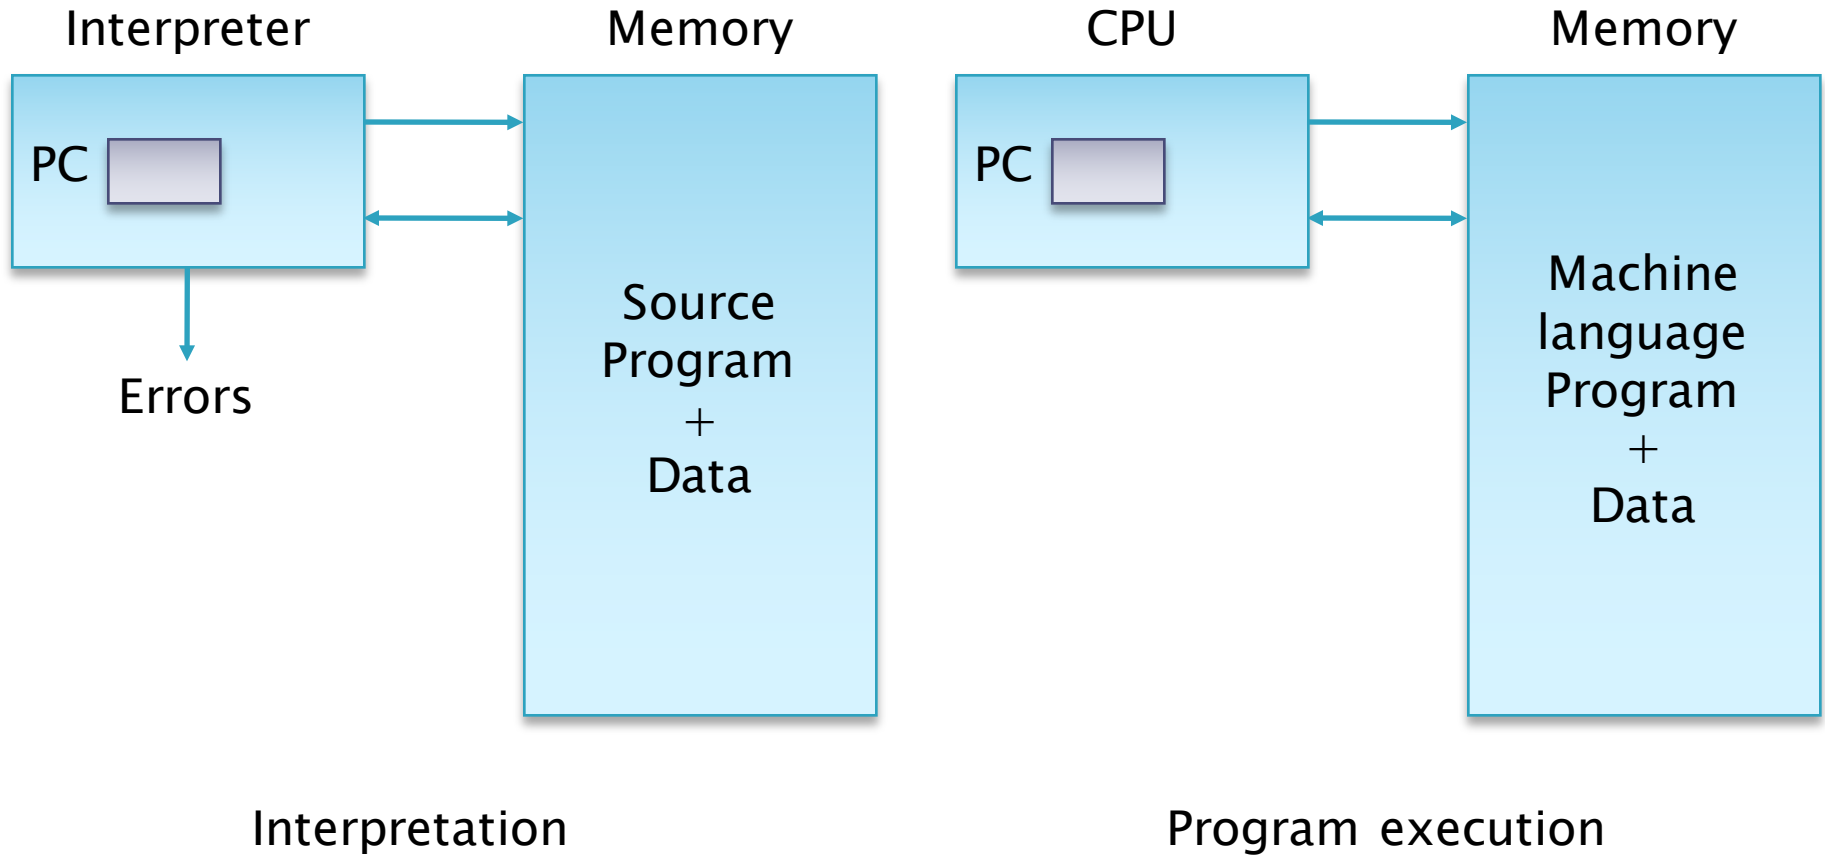 Interpreter
Memory
CPU
Memory
PC
PC
Source
Program
+
Data
Machine
language
Program
+
Data
Errors
Interpretation
Program execution